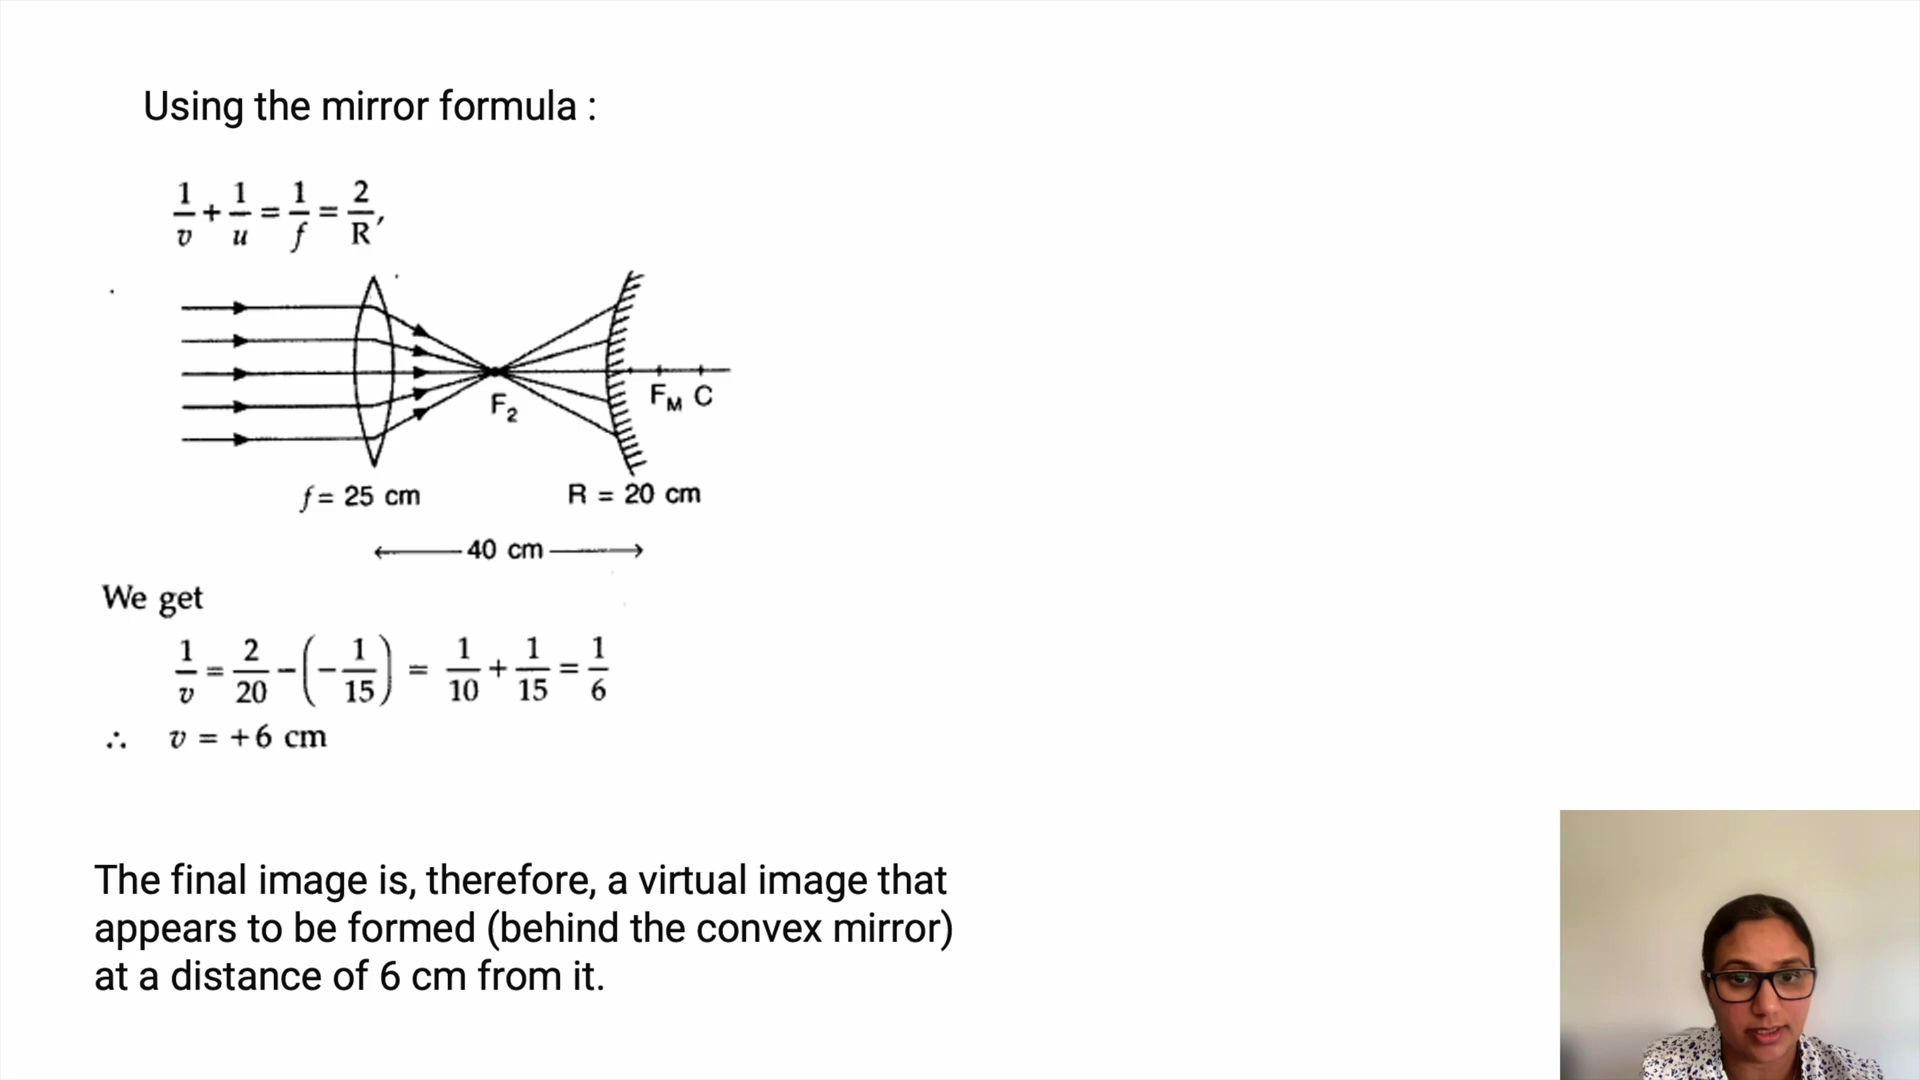 Using the mirror formula :
1/v + 1/u = 1/f = 2/R,
F₂
F_M C
f = 25 cm R = 20 cm
40 cm
We get
1/v = 2/20 − (−1/15) = 1/10 + 1/15 = 1/6
∴ v = +6 cm
The final image is, therefore, a virtual image that
appears to be formed (behind the convex mirror)
at a distance of 6 cm from it.